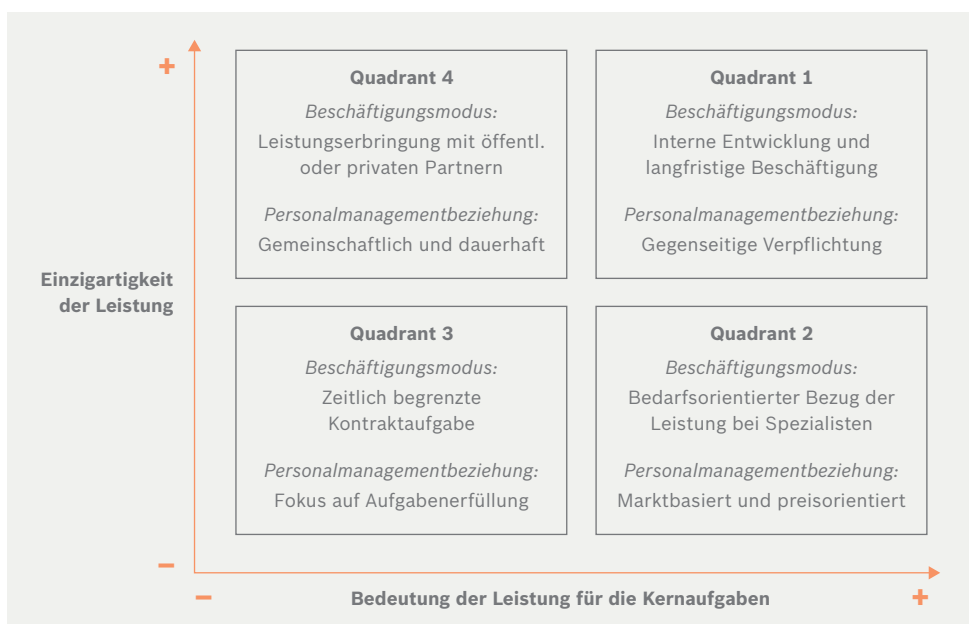 +
Quadrant 4
Beschäftigungsmodus:
Leistungserbringung mit öffentl.
oder privaten Partnern
Personalmanagementbeziehung:
Gemeinschaftlich und dauerhaft
Quadrant 1
Beschäftigungsmodus:
Interne Entwicklung und
langfristige Beschäftigung
Personalmanagementbeziehung:
Gegenseitige Verpflichtung
Einzigartigkeit
der Leistung
Quadrant 3
Beschäftigungsmodus:
Zeitlich begrenzte
Kontraktaufgabe
Personalmanagementbeziehung:
Fokus auf Aufgabenerfüllung
Quadrant 2
Beschäftigungsmodus:
Bedarfsorientierter Bezug der
Leistung bei Spezialisten
Personalmanagementbeziehung:
Marktbasiert und preisorientiert
–
–
Bedeutung der Leistung für die Kernaufgaben
+